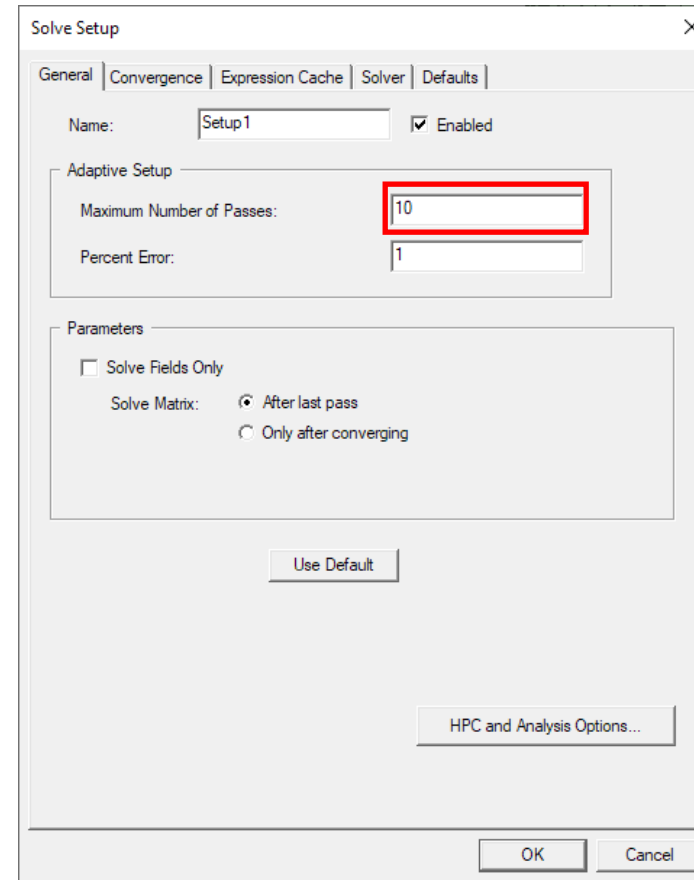 Solve Setup
General Convergence Expression Cache Solver Defaults
Name: Setup1 Enabled
Adaptive Setup
Maximum Number of Passes: 10
Percent Error: 1
Parameters
Solve Fields Only
Solve Matrix: After last pass
Only after converging
Use Default
HPC and Analysis Options...
OK Cancel